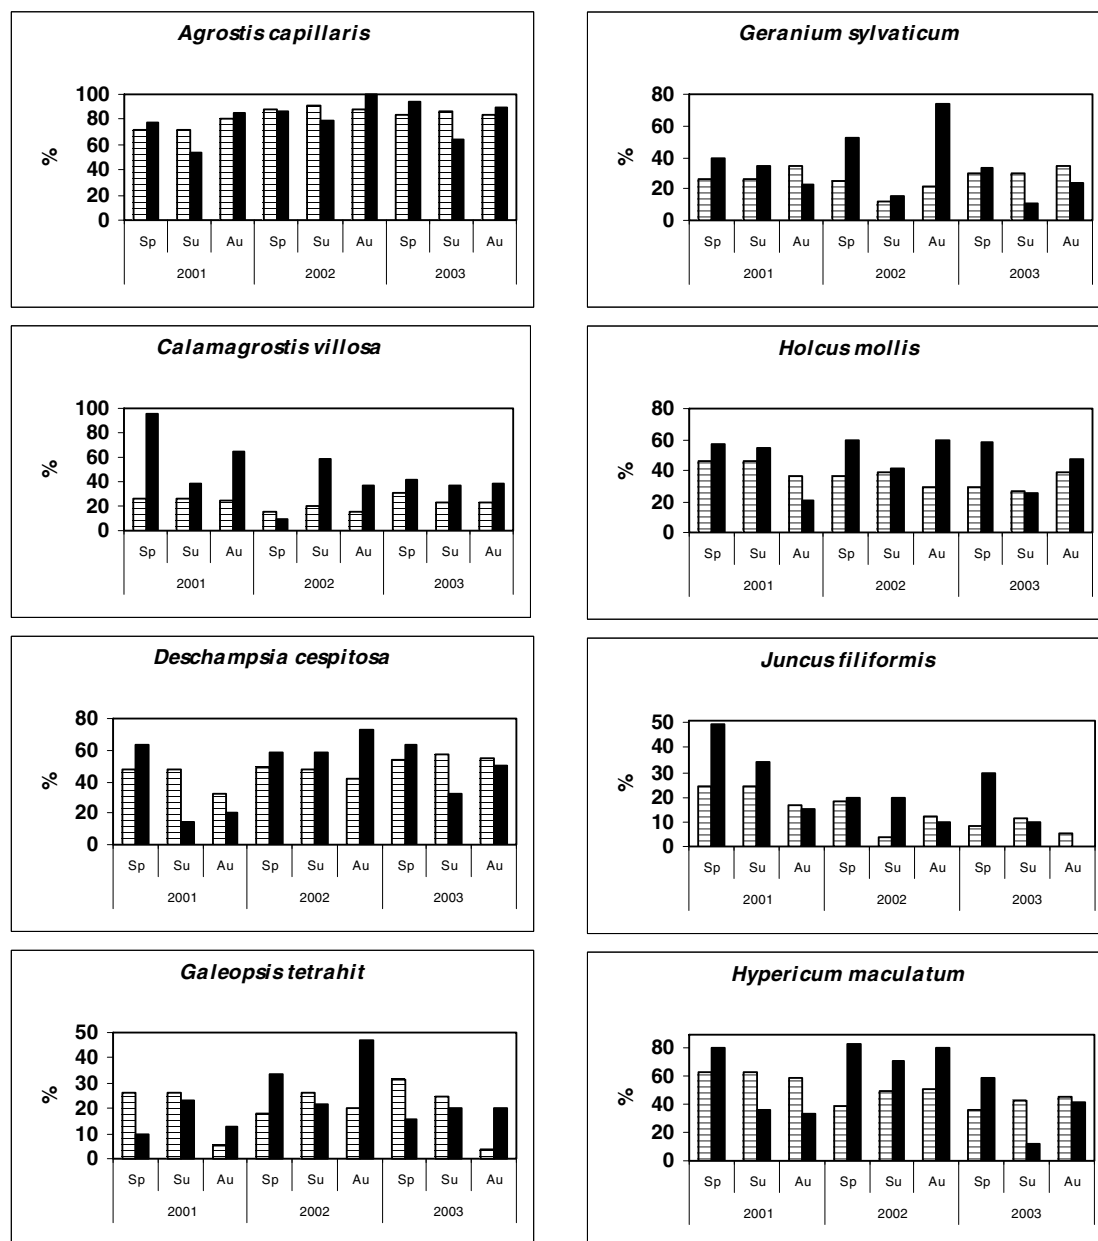 Agrostis capillaris
100
80
60
40
20
0
%
Sp Su Au Sp Su Au Sp Su Au
2001 2002 2003
Geranium sylvaticum
80
60
40
20
0
%
Sp Su Au Sp Su Au Sp Su Au
2001 2002 2003
Calamagrostis villosa
100
80
60
40
20
0
%
Sp Su Au Sp Su Au Sp Su Au
2001 2002 2003
Holcus mollis
80
60
40
20
0
%
Sp Su Au Sp Su Au Sp Su Au
2001 2002 2003
Deschampsia cespitosa
80
60
40
20
0
%
Sp Su Au Sp Su Au Sp Su Au
2001 2002 2003
Juncus filiformis
50
40
30
20
10
0
%
Sp Su Au Sp Su Au Sp Su Au
2001 2002 2003
Galeopsis tetrahit
50
40
30
20
10
0
%
Sp Su Au Sp Su Au Sp Su Au
2001 2002 2003
Hypericum maculatum
80
60
40
20
0
%
Sp Su Au Sp Su Au Sp Su Au
2001 2002 2003